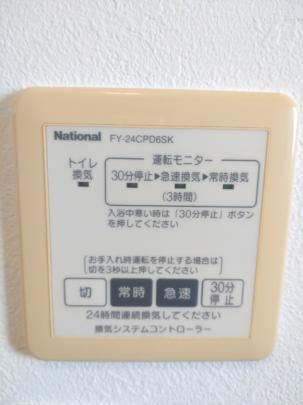 National FY-24CPD6SK
トイレ
換気
運転モニター
30分停止▶急速換気▶常時換気
(3時間)
入浴中寒い時は「30分停止」ボタン
を押してください
お手入れ時運転を停止する場合は
切を3秒以上押してください
切 常時 急速 30分
停止
24時間連続換気してください
換気システムコントローラー